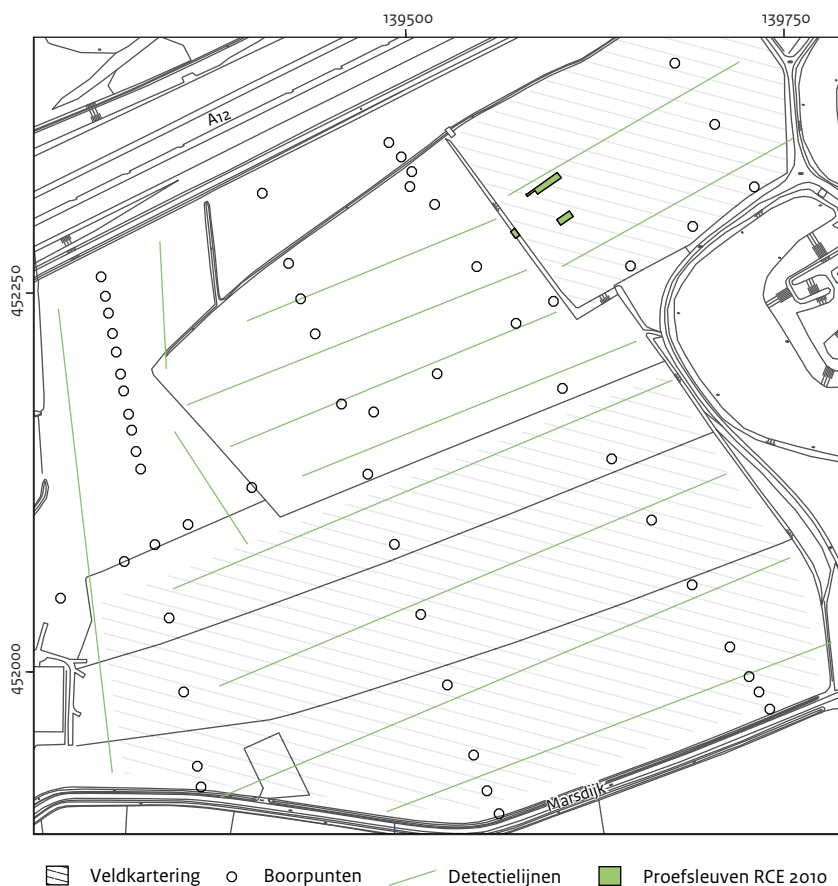 139500 139750
A12
452250
452000
Marsdijk
Veldkartering Boorpunten Detectielijnen Proefsleuven RCE 2010